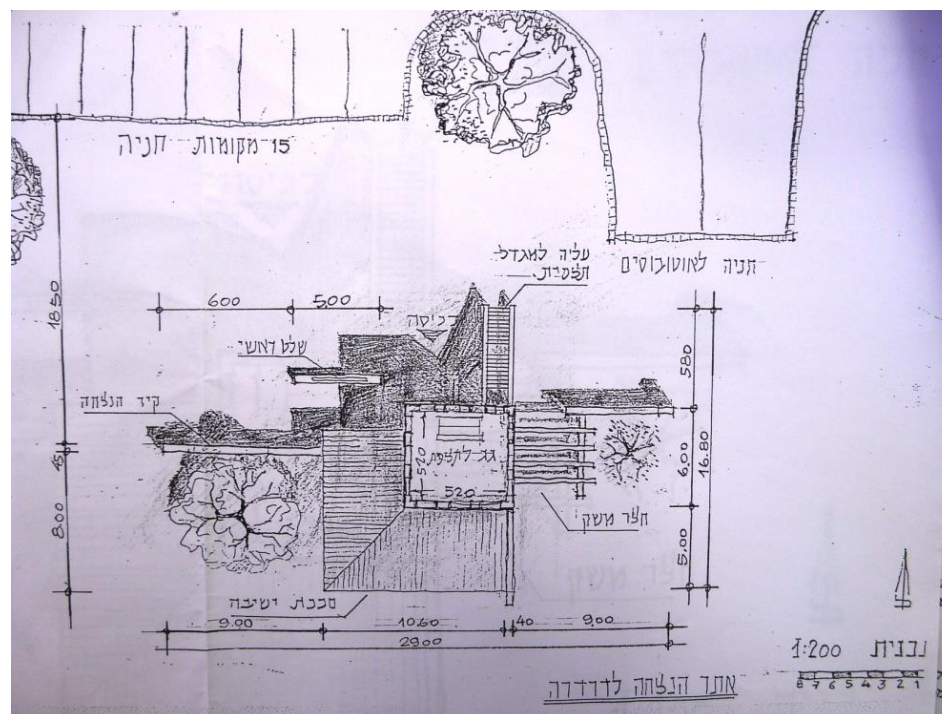 15 מקומות חניה
חניה לאוטובוסים
עליה למגדל
תצפית.
600
5,00
18.50
כניסה
שלט ראשי
580
קיר הנצחה
גג לתצפית
520
520
6,00
16.80
45
8.00
חצר משק
5.00
סככת ישיבה
9.00
10.60
40
9,00
29.00
תכנית 1:200
8 7 6 5 4 3 2 1
אתר הנצחה לדרדרה